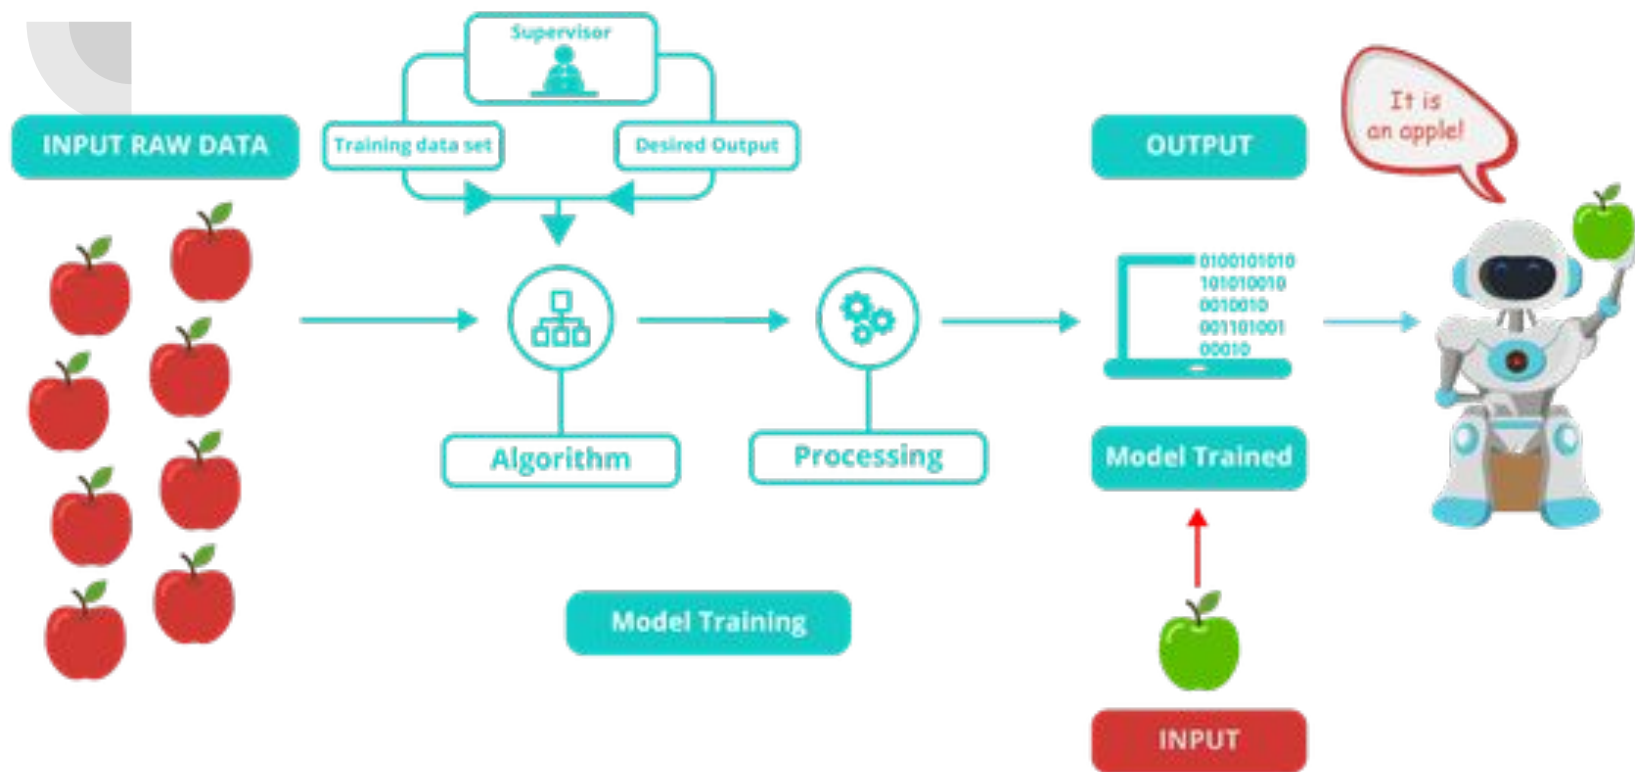 Supervisor
INPUT RAW DATA
Training data set
Desired Output
OUTPUT
It is
an apple!
0100101010
101010010
0010010
001101001
00010
Algorithm
Processing
Model Trained
Model Training
INPUT